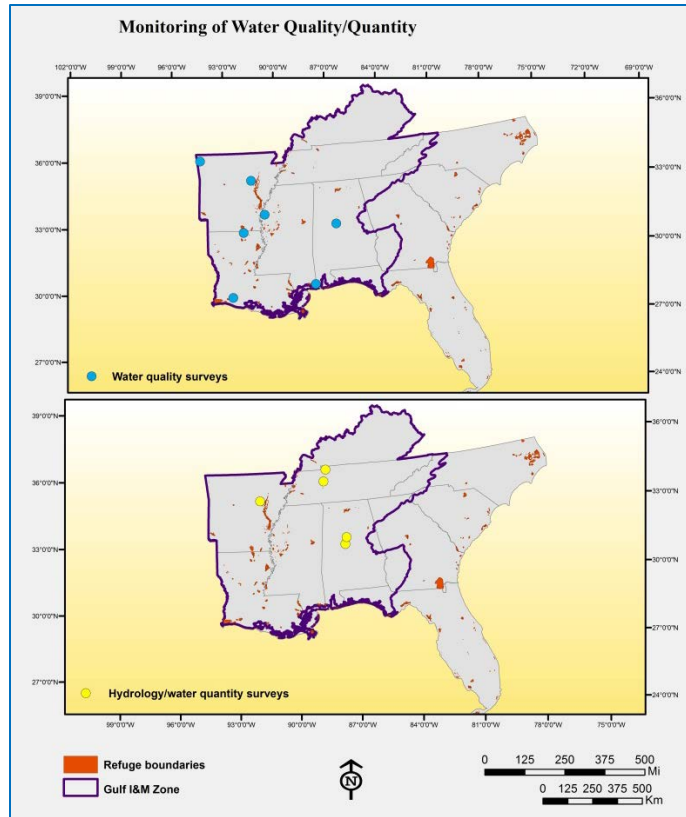 Monitoring of Water Quality/Quantity
102°0'0"W 99°0'0"W 96°0'0"W 93°0'0"W 90°0'0"W 87°0'0"W 84°0'0"W 81°0'0"W 78°0'0"W 75°0'0"W 72°0'0"W 69°0'0"W
39°0'0"N 36°0'0"N
36°0'0"N 33°0'0"N
33°0'0"N 30°0'0"N
30°0'0"N 27°0'0"N
27°0'0"N 24°0'0"N
Water quality surveys
39°0'0"N 36°0'0"N
36°0'0"N 33°0'0"N
33°0'0"N 30°0'0"N
30°0'0"N 27°0'0"N
27°0'0"N 24°0'0"N
Hydrology/water quantity surveys
99°0'0"W 96°0'0"W 93°0'0"W 90°0'0"W 87°0'0"W 84°0'0"W 81°0'0"W 78°0'0"W 75°0'0"W
Refuge boundaries
Gulf I&M Zone
N
0 125 250 375 500
Mi
0 125 250 375 500
Km